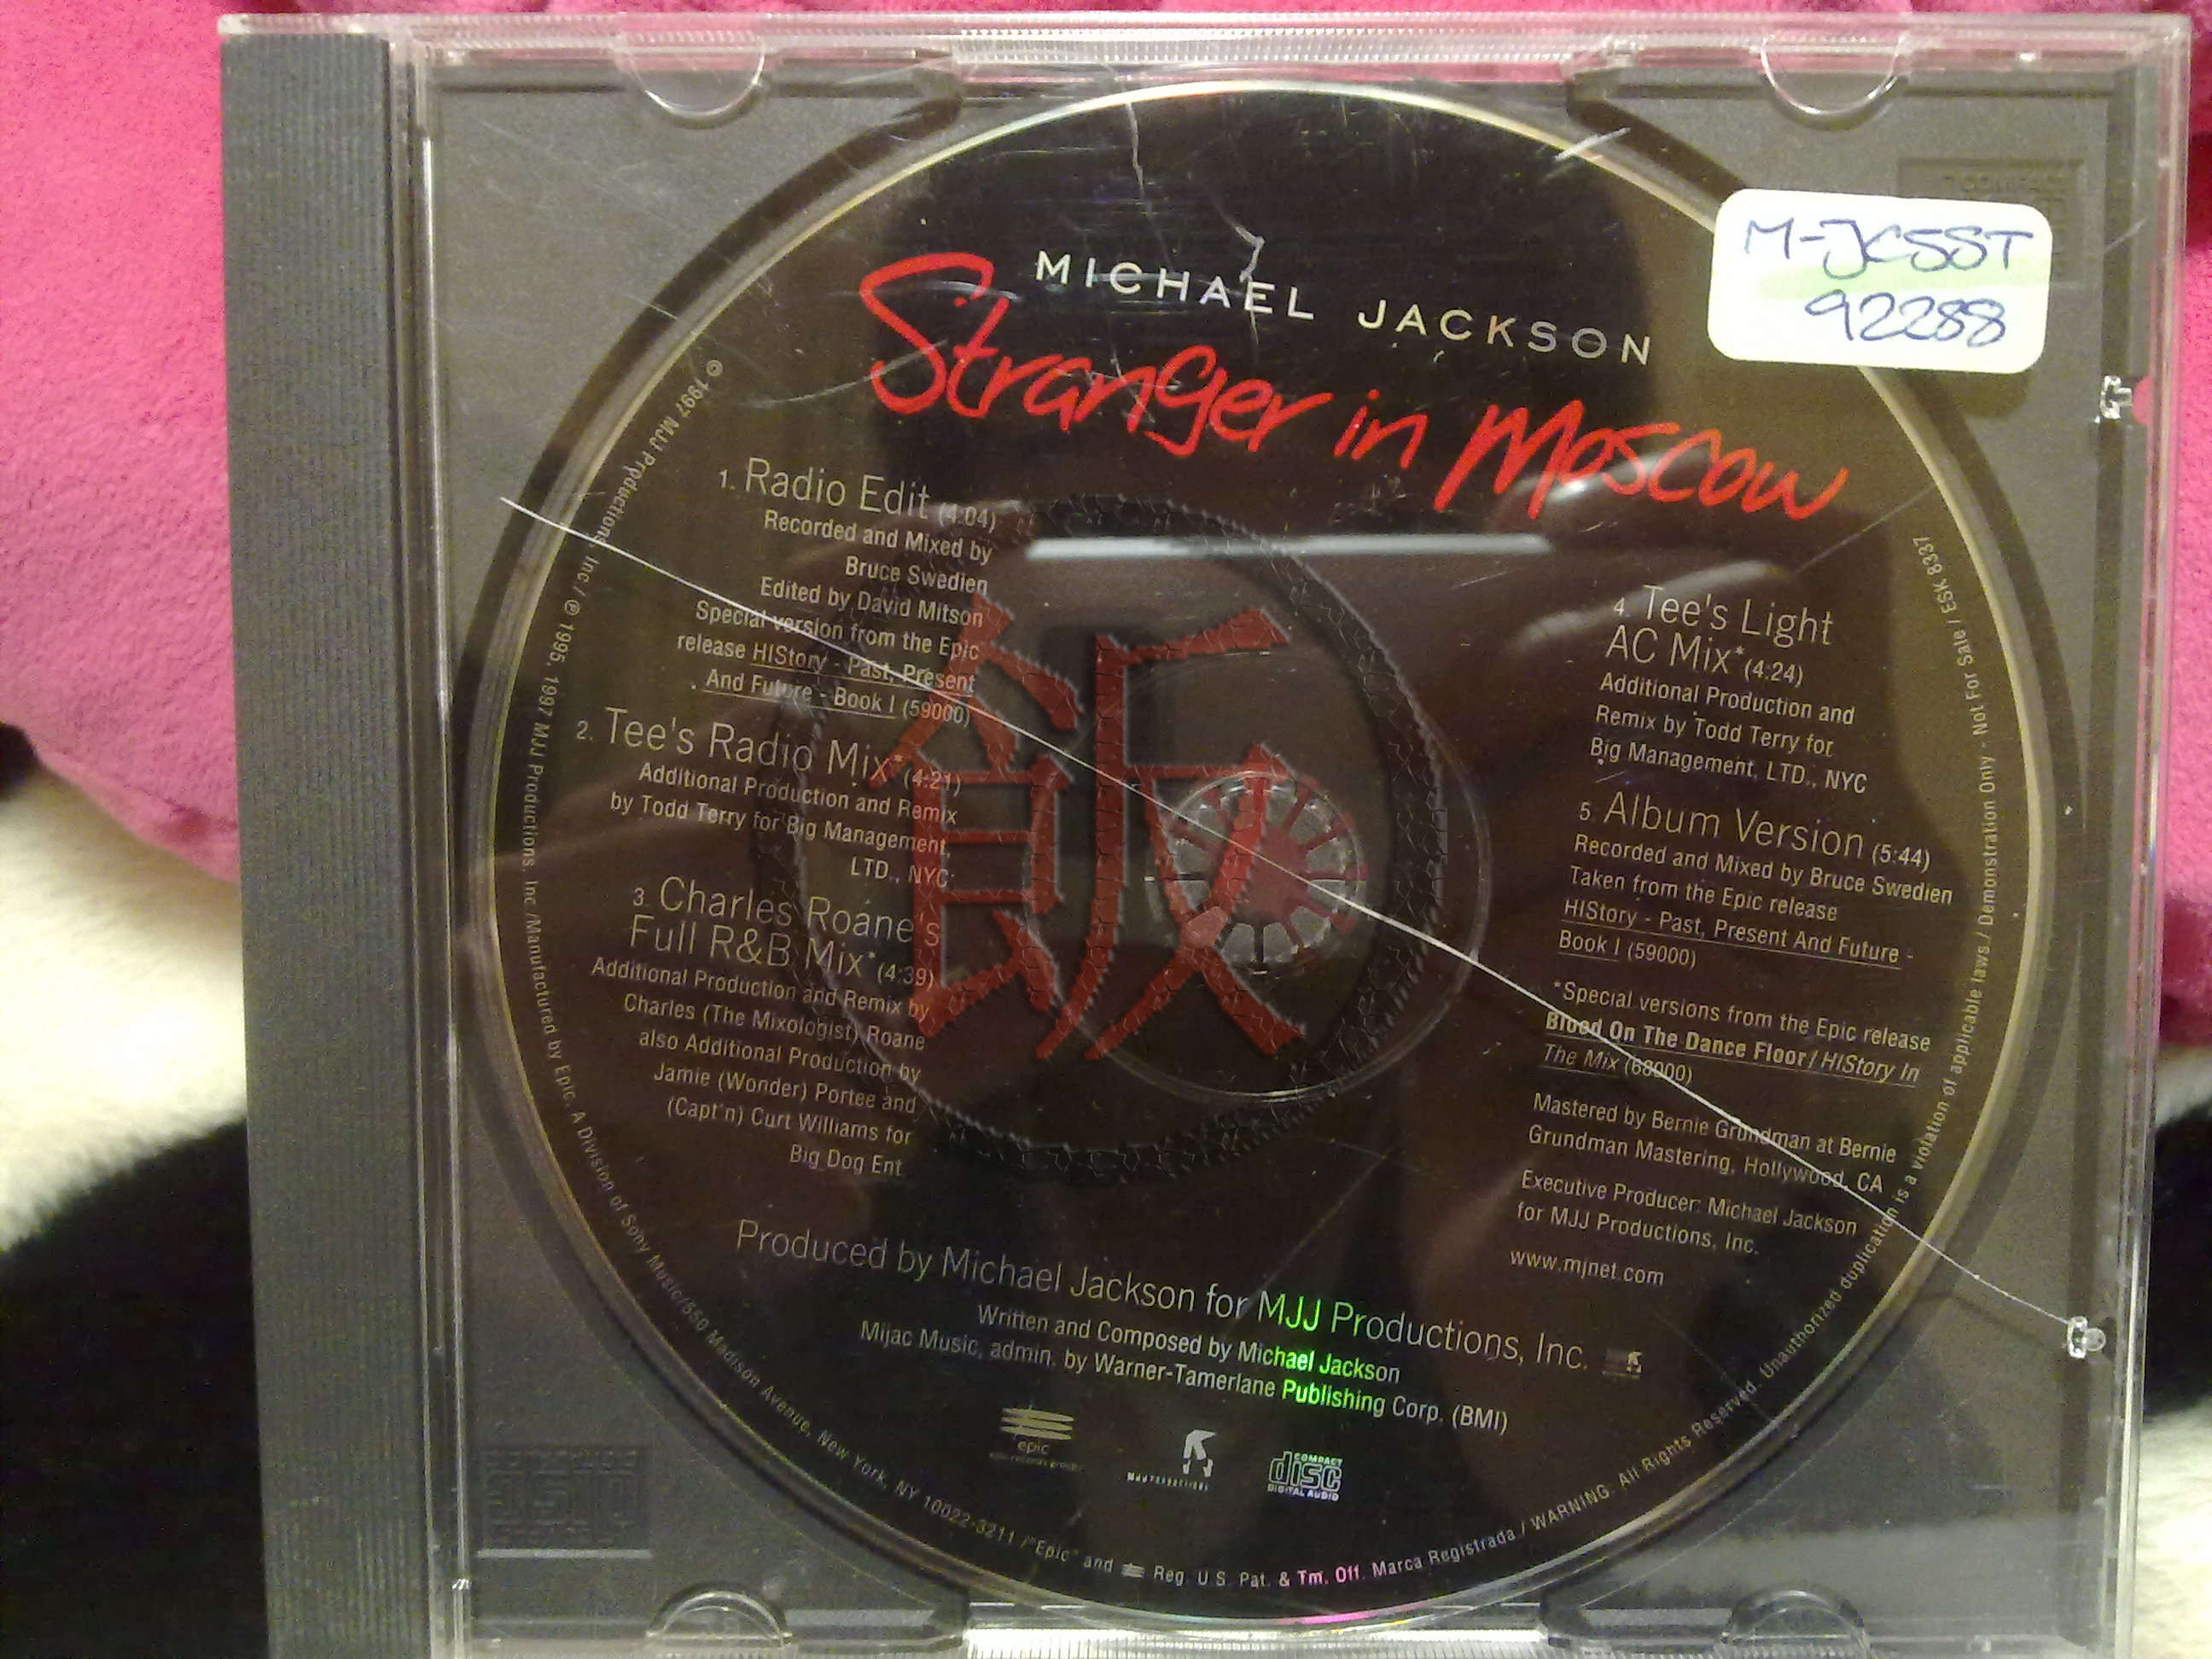 M-JCSST
92288
MICHAEL JACKSON
Stranger in Moscow
1. Radio Edit (4:04)
Recorded and Mixed by
Bruce Swedien
Edited by David Mitson
Special version from the Epic
release HIStory - Past, Present
And Future - Book I (59000)
2. Tee's Radio Mix* (4:21)
Additional Production and Remix
by Todd Terry for Big Management,
LTD., NYC
3. Charles Roane's
Full R&B Mix* (4:39)
Additional Production and Remix by
Charles (The Mixologist) Roane
also Additional Production by
Jamie (Wonder) Portee and
(Capt'n) Curt Williams for
Big Dog Ent.
4. Tee's Light
AC Mix* (4:24)
Additional Production and
Remix by Todd Terry for
Big Management, LTD., NYC
5. Album Version (5:44)
Recorded and Mixed by Bruce Swedien
Taken from the Epic release
HIStory - Past, Present And Future -
Book I (59000)
*Special versions from the Epic release
Blood On The Dance Floor / HIStory In
The Mix (68000)
Mastered by Bernie Grundman at Bernie
Grundman Mastering, Hollywood, CA
Executive Producer: Michael Jackson
for MJJ Productions, Inc.
www.mjnet.com
Produced by Michael Jackson for MJJ Productions, Inc.
Written and Composed by Michael Jackson
Mijac Music, admin. by Warner-Tamerlane Publishing Corp. (BMI)
epic
COMPACT
disc
DIGITAL AUDIO
© 1997 MJJ Productions, Inc./ ℗ 1995, 1997 MJJ Productions, Inc./Manufactured by Epic, A Division of Sony Music/550 Madison Avenue, New York, NY 10022-3211 /"Epic" and Reg. U.S. Pat. & Tm. Off. Marca Registrada / WARNING: All Rights Reserved. Unauthorized duplication is a violation of applicable laws / Demonstration Only - Not For Sale / ESK 8337
飯